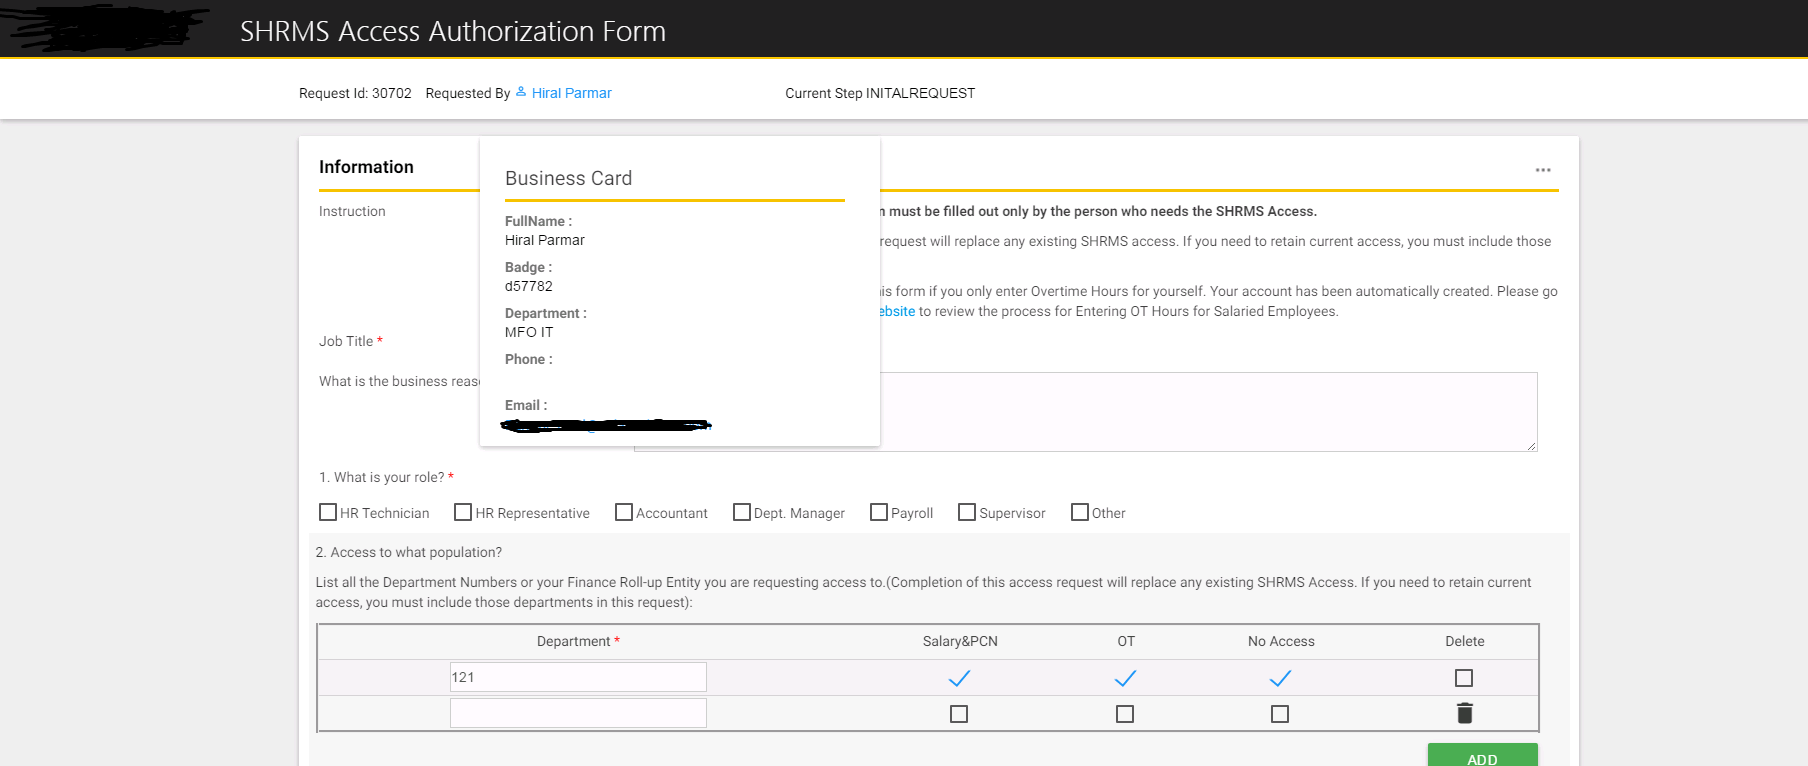 SHRMS Access Authorization Form
Request Id: 30702 Requested By Hiral Parmar Current Step INITALREQUEST
Information
...
Business Card
FullName :
Hiral Parmar
Badge :
d57782
Department :
MFO IT
Phone :
Email :
Instruction
must be filled out only by the person who needs the SHRMS Access.
request will replace any existing SHRMS access. If you need to retain current access, you must include those
is form if you only enter Overtime Hours for yourself. Your account has been automatically created. Please go
ebsite to review the process for Entering OT Hours for Salaried Employees.
Job Title *
What is the business reas
1. What is your role? *
HR Technician HR Representative Accountant Dept. Manager Payroll Supervisor Other
2. Access to what population?
List all the Department Numbers or your Finance Roll-up Entity you are requesting access to.(Completion of this access request will replace any existing SHRMS Access. If you need to retain current
access, you must include those departments in this request):
Department * Salary&PCN OT No Access Delete
121
ADD